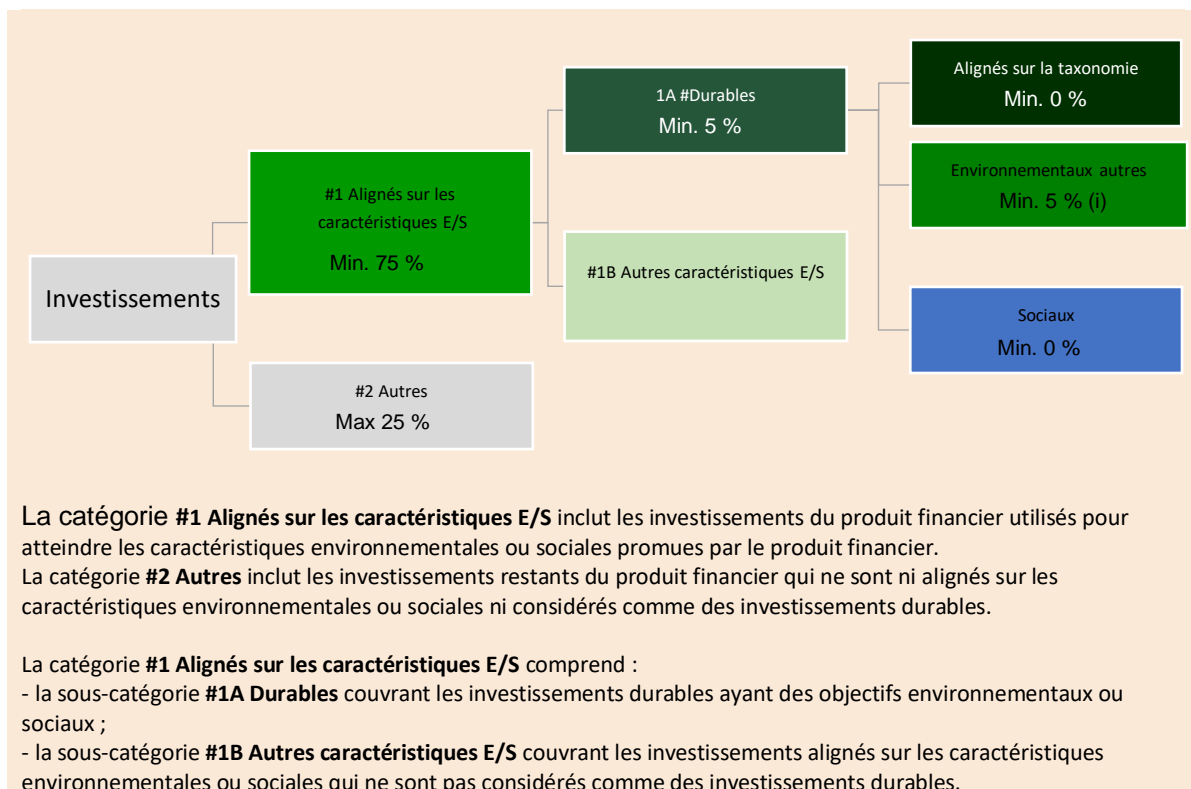 Investissements
#1 Alignés sur les
caractéristiques E/S
Min. 75 %
#2 Autres
Max 25 %
1A #Durables
Min. 5 %
#1B Autres caractéristiques E/S
Alignés sur la taxonomie
Min. 0 %
Environnementaux autres
Min. 5 % (i)
Sociaux
Min. 0 %
La catégorie #1 Alignés sur les caractéristiques E/S inclut les investissements du produit financier utilisés pour
atteindre les caractéristiques environnementales ou sociales promues par le produit financier.
La catégorie #2 Autres inclut les investissements restants du produit financier qui ne sont ni alignés sur les
caractéristiques environnementales ou sociales ni considérés comme des investissements durables.
La catégorie #1 Alignés sur les caractéristiques E/S comprend :
- la sous-catégorie #1A Durables couvrant les investissements durables ayant des objectifs environnementaux ou
sociaux ;
- la sous-catégorie #1B Autres caractéristiques E/S couvrant les investissements alignés sur les caractéristiques
environnementales ou sociales qui ne sont pas considérés comme des investissements durables.